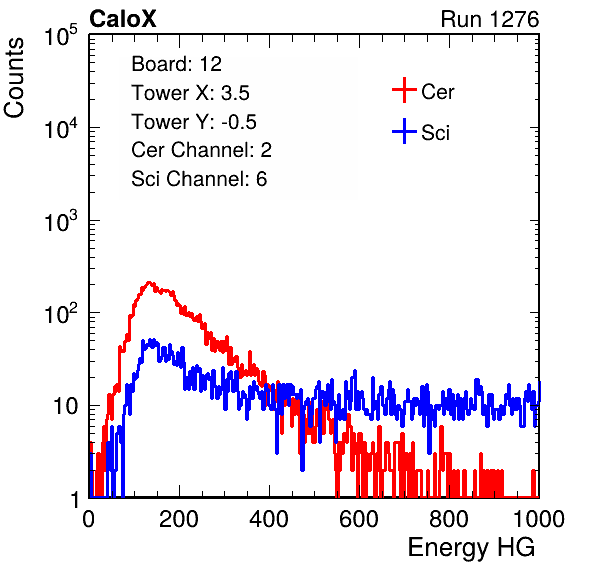 CaloX Run 1276
Counts
Board: 12
Tower X: 3.5
Tower Y: -0.5
Cer Channel: 2
Sci Channel: 6
Cer
Sci
10^5
10^4
10^3
10^2
10
1
0 200 400 600 800 1000
Energy HG